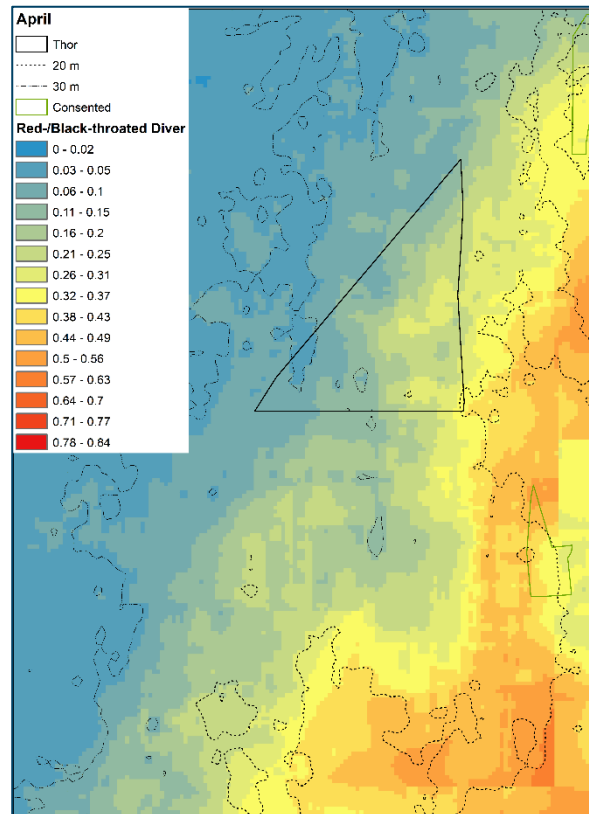 April
Thor
20 m
30 m
Consented
Red-/Black-throated Diver
0 - 0.02
0.03 - 0.05
0.06 - 0.1
0.11 - 0.15
0.16 - 0.2
0.21 - 0.25
0.26 - 0.31
0.32 - 0.37
0.38 - 0.43
0.44 - 0.49
0.5 - 0.56
0.57 - 0.63
0.64 - 0.7
0.71 - 0.77
0.78 - 0.84